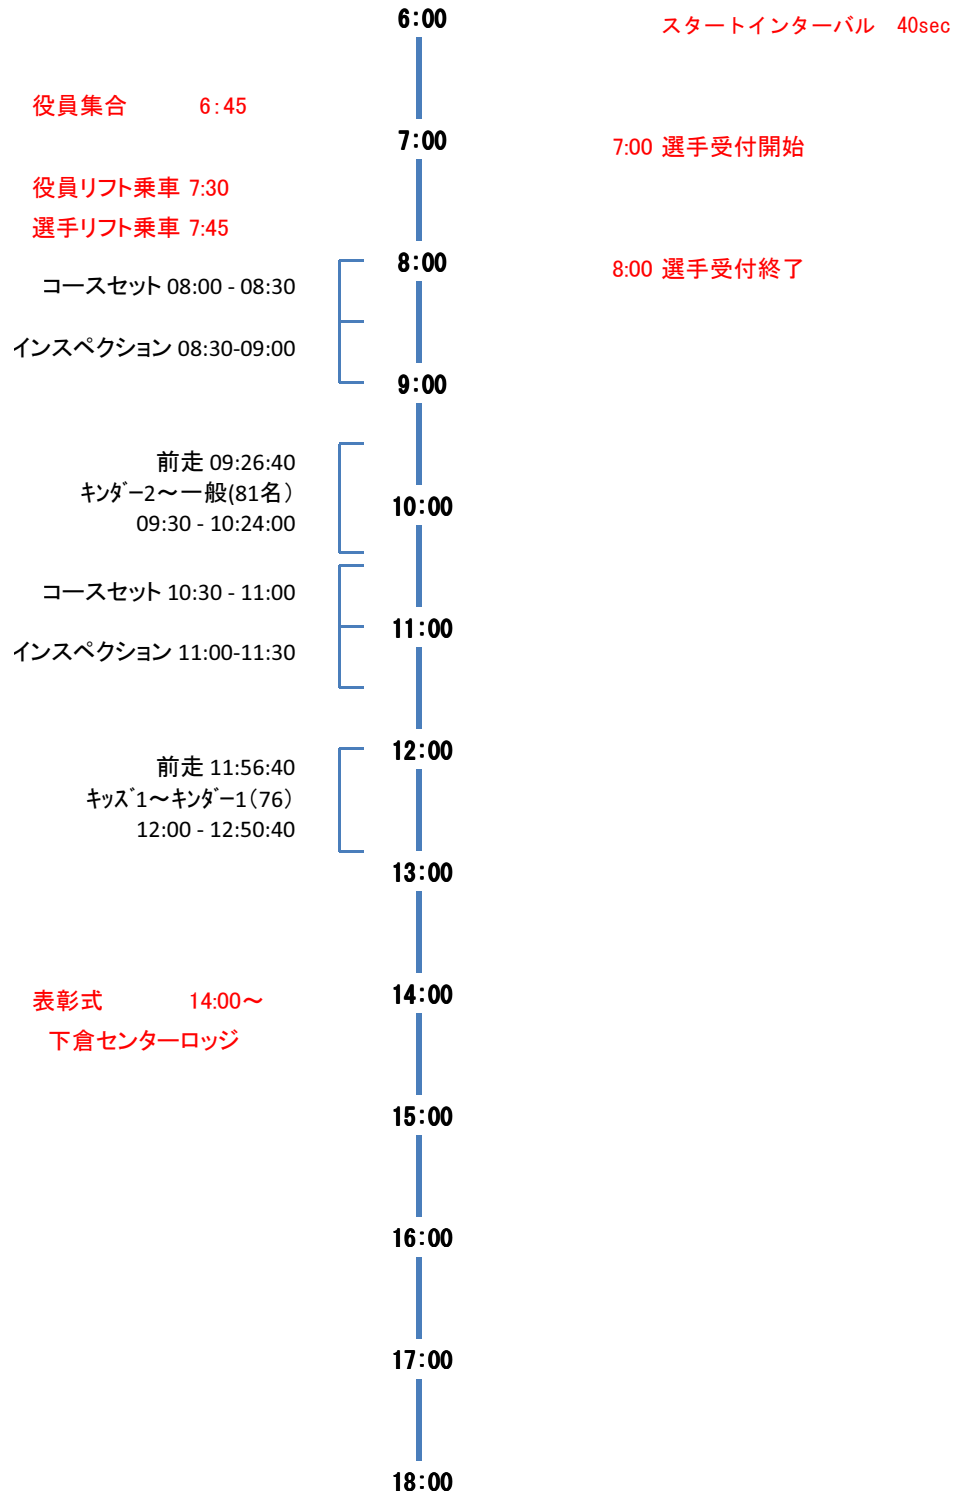 6:00
スタートインターバル　40sec
役員集合　　　6:45
7:00
7:00 選手受付開始
役員リフト乗車 7:30
選手リフト乗車 7:45
8:00
8:00 選手受付終了
コースセット 08:00 - 08:30
インスペクション 08:30-09:00
9:00
前走 09:26:40
ｷﾝﾀﾞｰ2～一般(81名）
09:30 - 10:24:00
10:00
コースセット 10:30 - 11:00
11:00
インスペクション 11:00-11:30
12:00
前走 11:56:40
ｷｯｽﾞ1～ｷﾝﾀﾞｰ1（76）
12:00 - 12:50:40
13:00
表彰式　　　14:00～
14:00
下倉センターロッジ
15:00
16:00
17:00
18:00